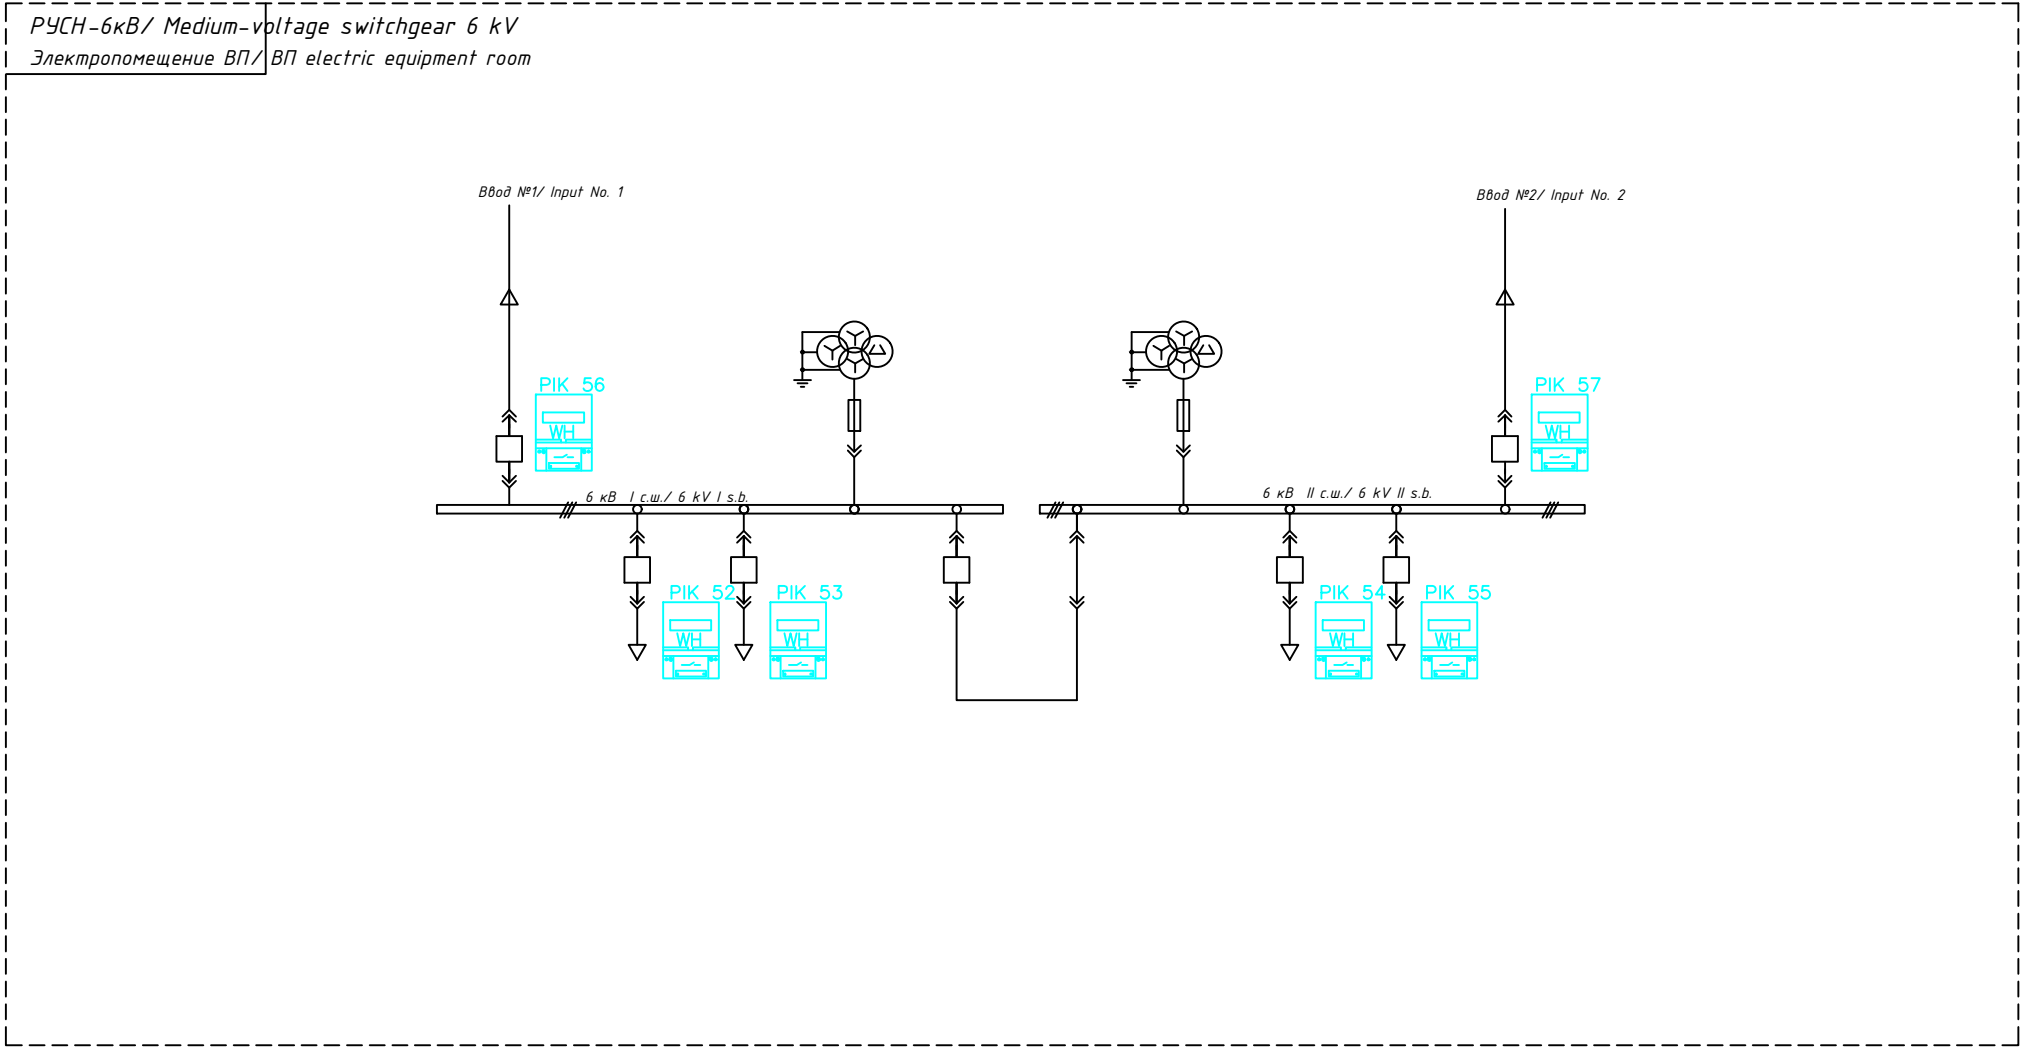 РУСН-6кВ/ Medium-voltage switchgear 6 kV
Электропомещение ВП/ ВП electric equipment room
Ввод №1/ Input No. 1
Ввод №2/ Input No. 2
PIK 56
WH
PIK 57
WH
6 кВ I с.ш./ 6 kV I s.b.
6 кВ II с.ш./ 6 kV II s.b.
PIK 52
WH
PIK 53
WH
PIK 54
WH
PIK 55
WH